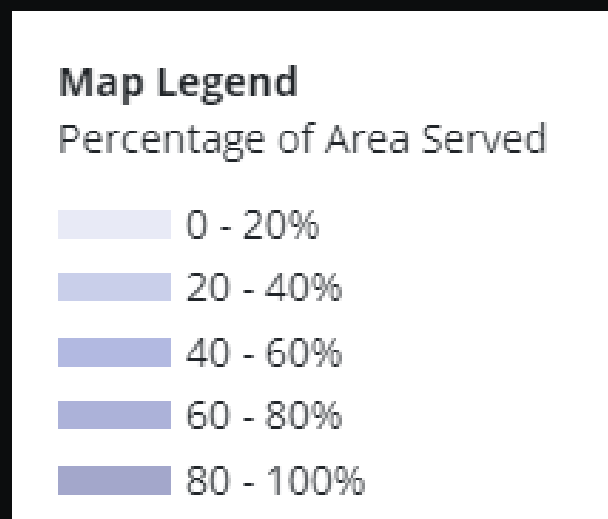 Map Legend
Percentage of Area Served
0 - 20%
20 - 40%
40 - 60%
60 - 80%
80 - 100%